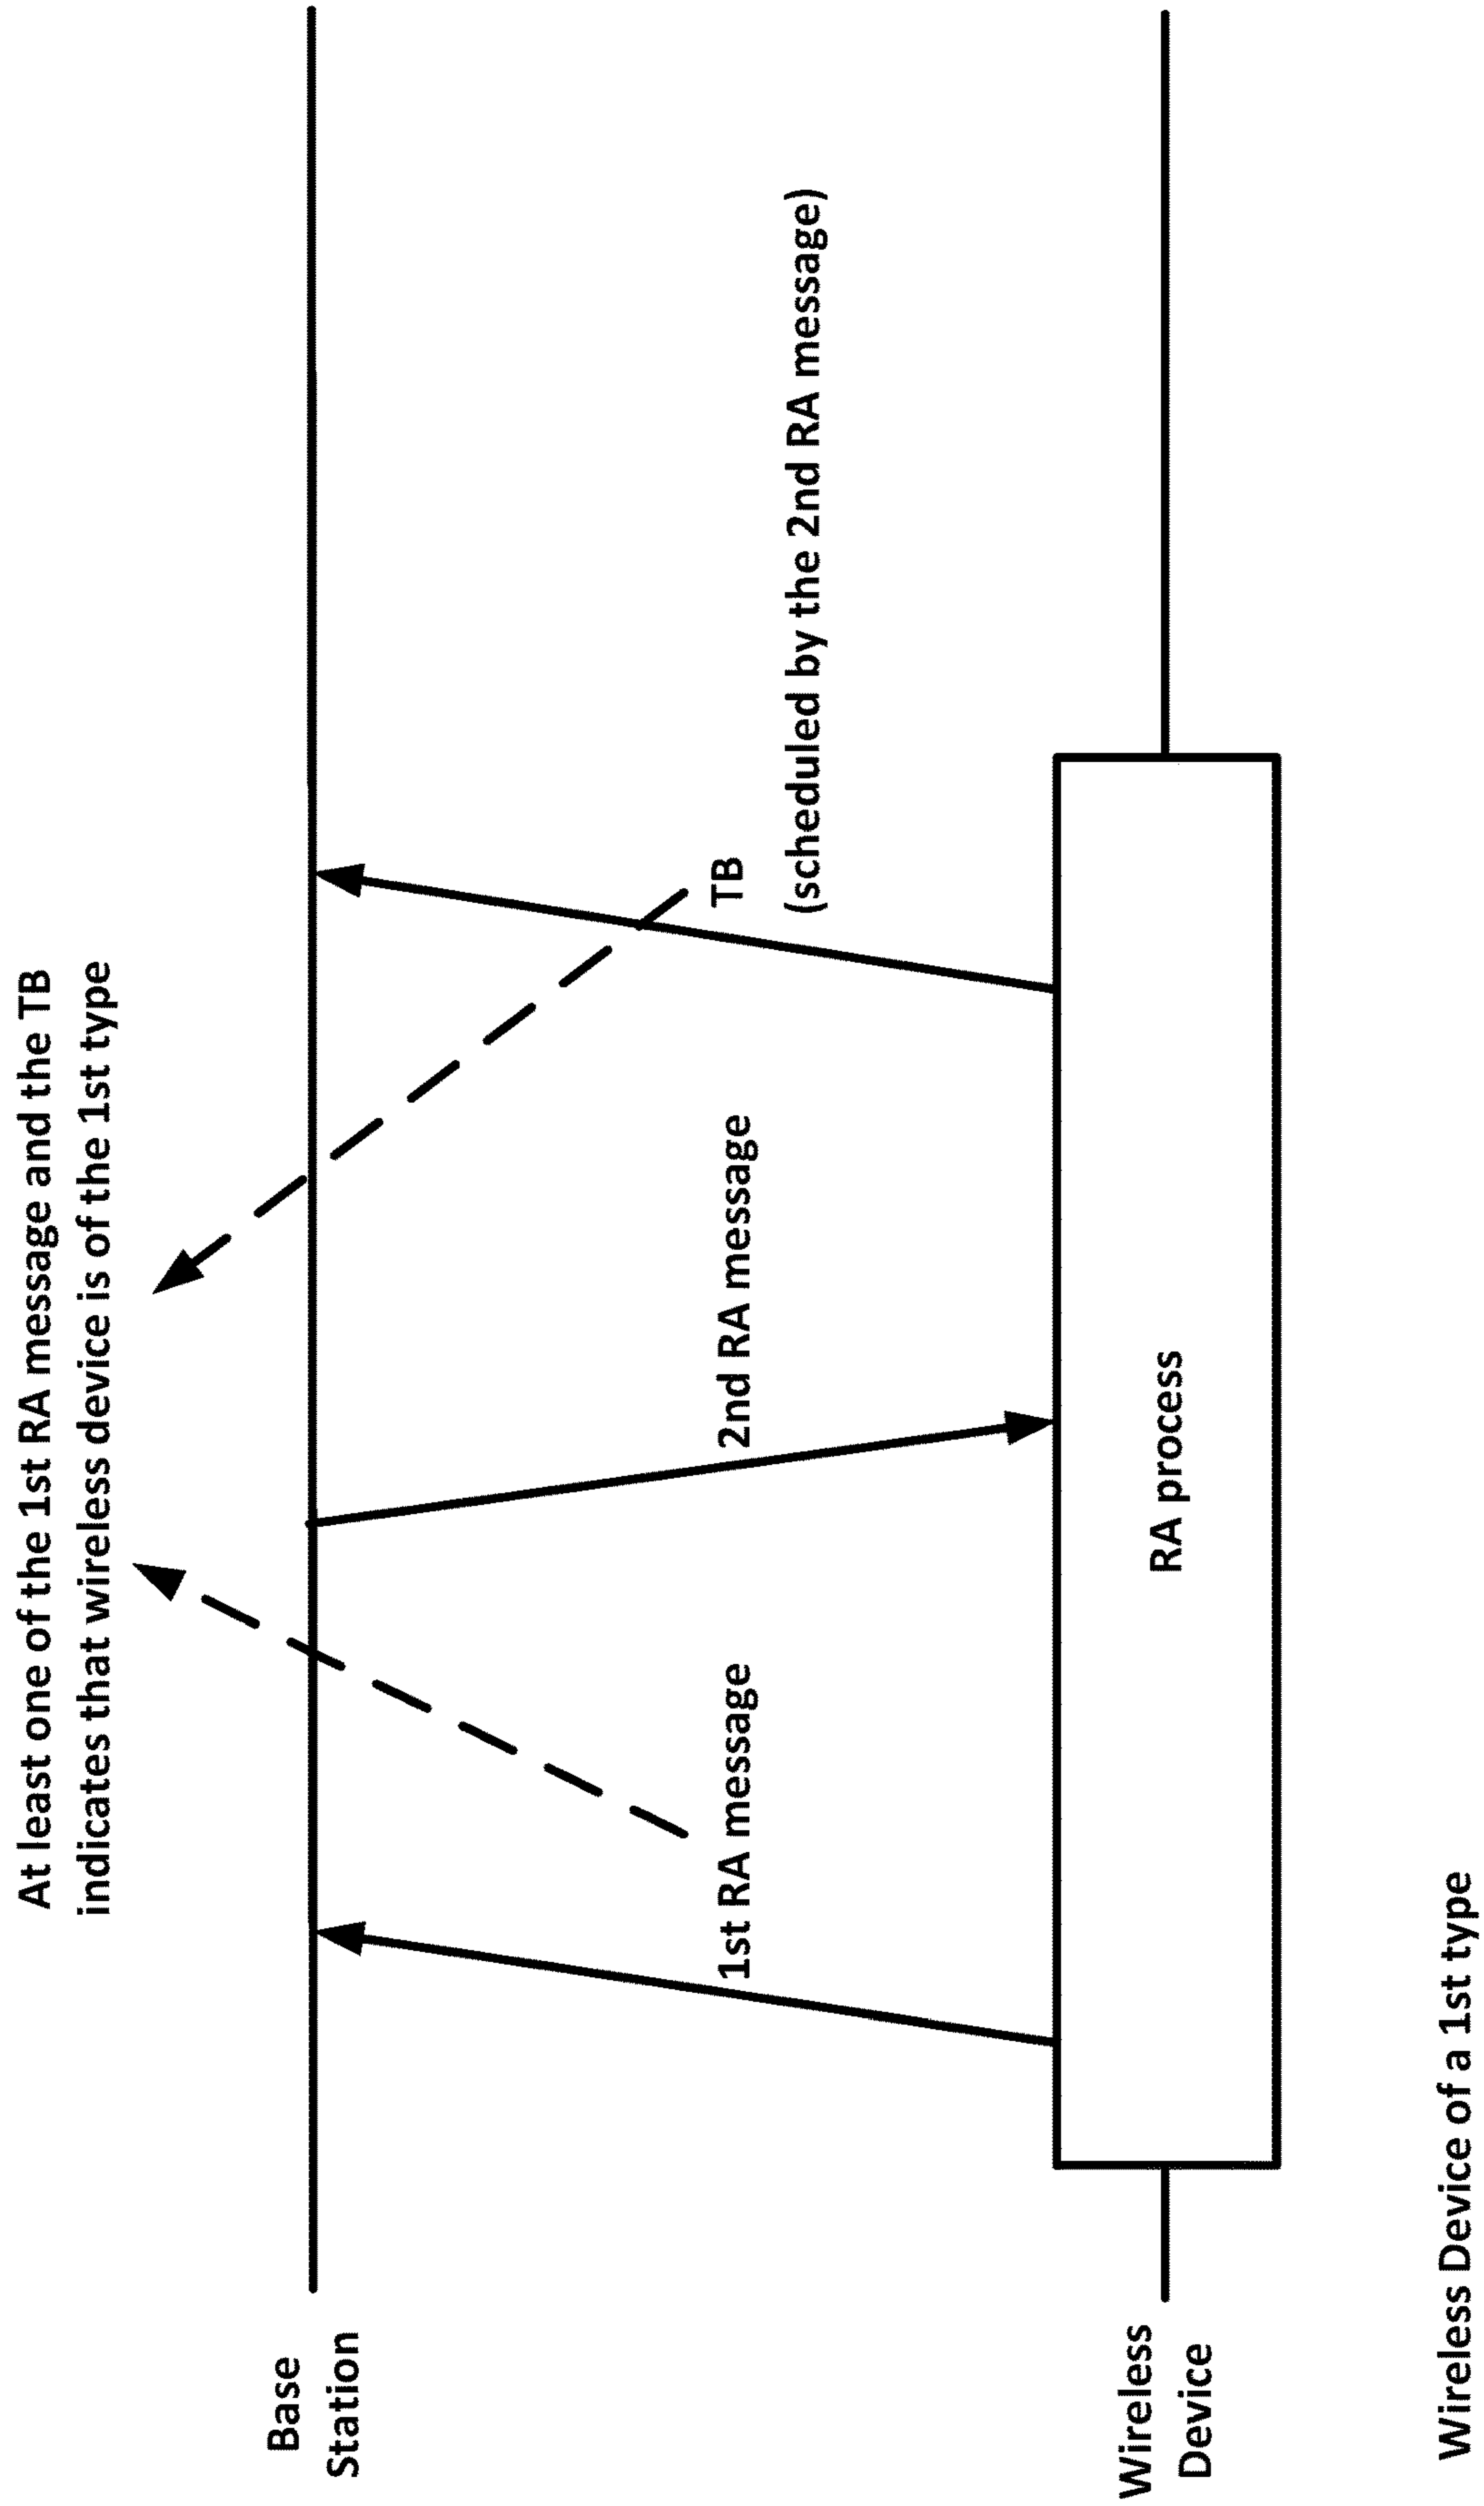 At least one of the 1st RA message and the TB
indicates that wireless device is of the 1st type
Base
Station
1st RA message
2nd RA message
TB
(scheduled by the 2nd RA message)
RA process
Wireless
Device
Wireless Device of a 1st type